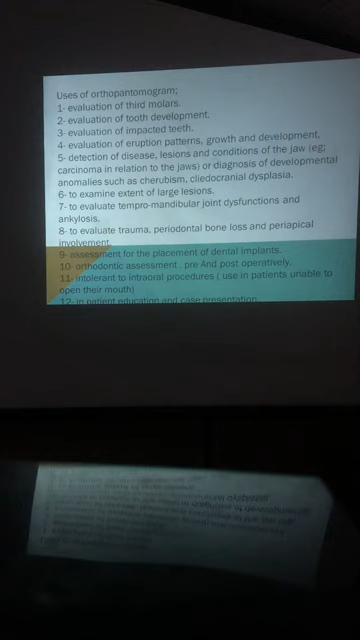 Uses of orthopantomogram;
1- evaluation of third molars.
2- evaluation of tooth development.
3- evaluation of impacted teeth.
4- evaluation of eruption patterns, growth and development,
5- detection of disease, lesions and conditions of the jaw (eg;
carcinoma in relation to the jaws) or diagnosis of developmental
anomalies such as cherubism, cliedocranial dysplasia.
6- to examine extent of large lesions.
7- to evaluate tempro-mandibular joint dysfunctions and
ankylosis.
8- to evaluate trauma, periodontal bone loss and periapical
involvement.
9- assessment for the placement of dental implants.
10- orthodontic assessment . pre And post operatively.
11- intolerant to intraoral procedures ( use in patients unable to
open their mouth)
12- in patient education and case presentation.